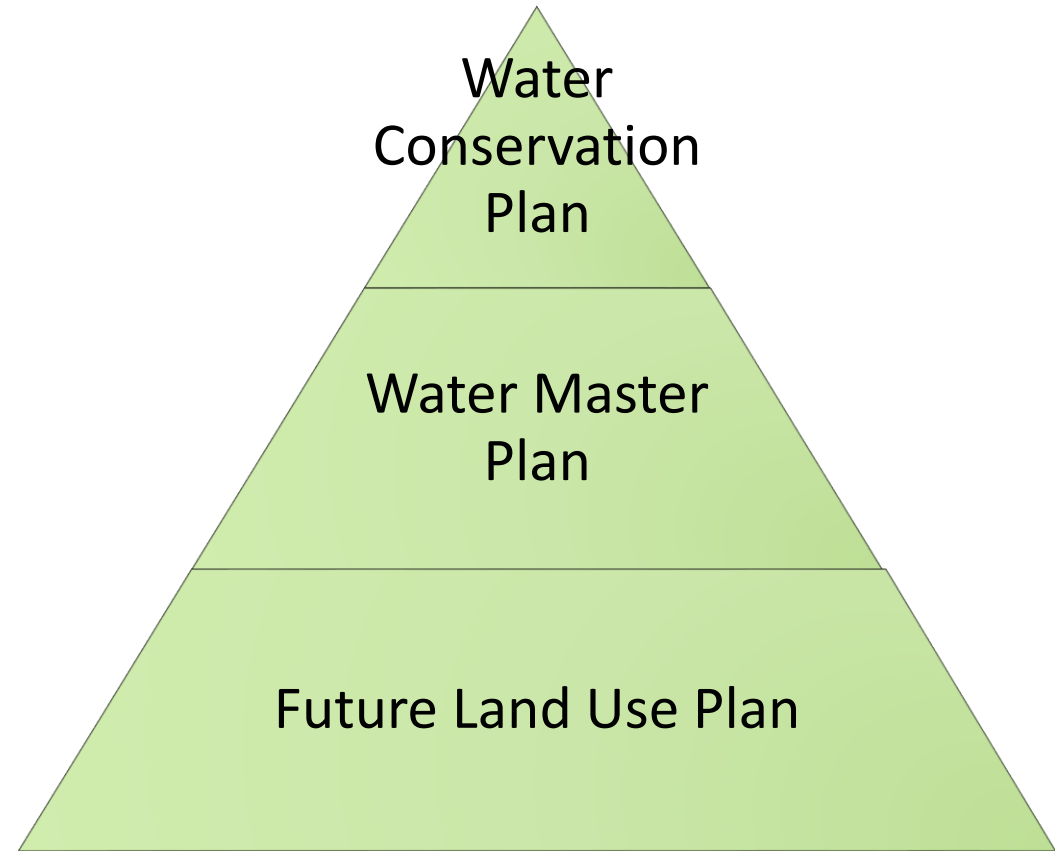 Water
Conservation
Plan
Water Master
Plan
Future Land Use Plan